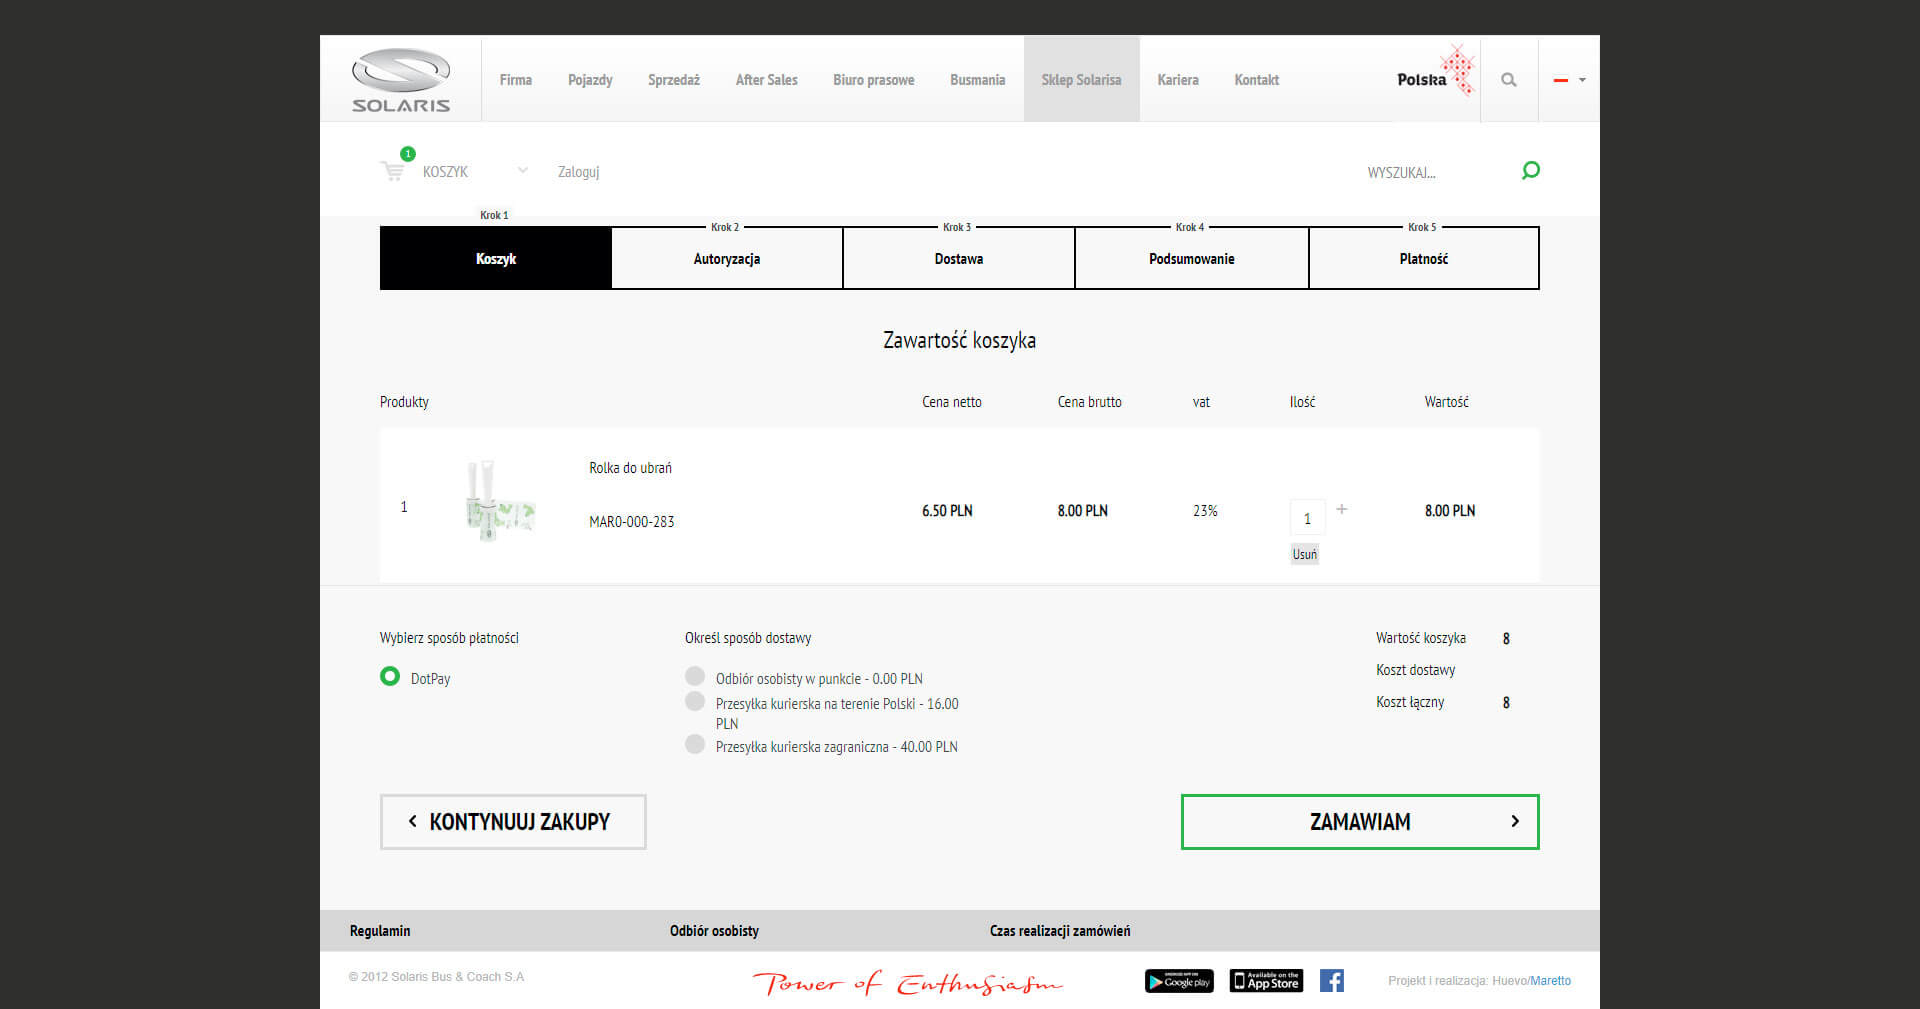 SOLARIS
Firma
Pojazdy
Sprzedaż
After Sales
Biuro prasowe
Busmania
Sklep Solarisa
Kariera
Kontakt
Polska
1
KOSZYK
Zaloguj
WYSZUKAJ...
Krok 1
Krok 2
Krok 3
Krok 4
Krok 5
Koszyk
Autoryzacja
Dostawa
Podsumowanie
Płatność
Zawartość koszyka
Produkty
Cena netto
Cena brutto
vat
Ilość
Wartość
1
Rolka do ubrań
MAR0-000-283
6.50 PLN
8.00 PLN
23%
1
+
Usuń
8.00 PLN
Wybierz sposób płatności
DotPay
Określ sposób dostawy
Odbiór osobisty w punkcie - 0.00 PLN
Przesyłka kurierska na terenie Polski - 16.00
PLN
Przesyłka kurierska zagraniczna - 40.00 PLN
Wartość koszyka 8
Koszt dostawy
Koszt łączny 8
KONTYNUUJ ZAKUPY
ZAMAWIAM
Regulamin
Odbiór osobisty
Czas realizacji zamówień
© 2012 Solaris Bus & Coach S.A
Power of Enthusiasm
Google play
Available on the
App Store
Projekt i realizacja: Huevo/Maretto